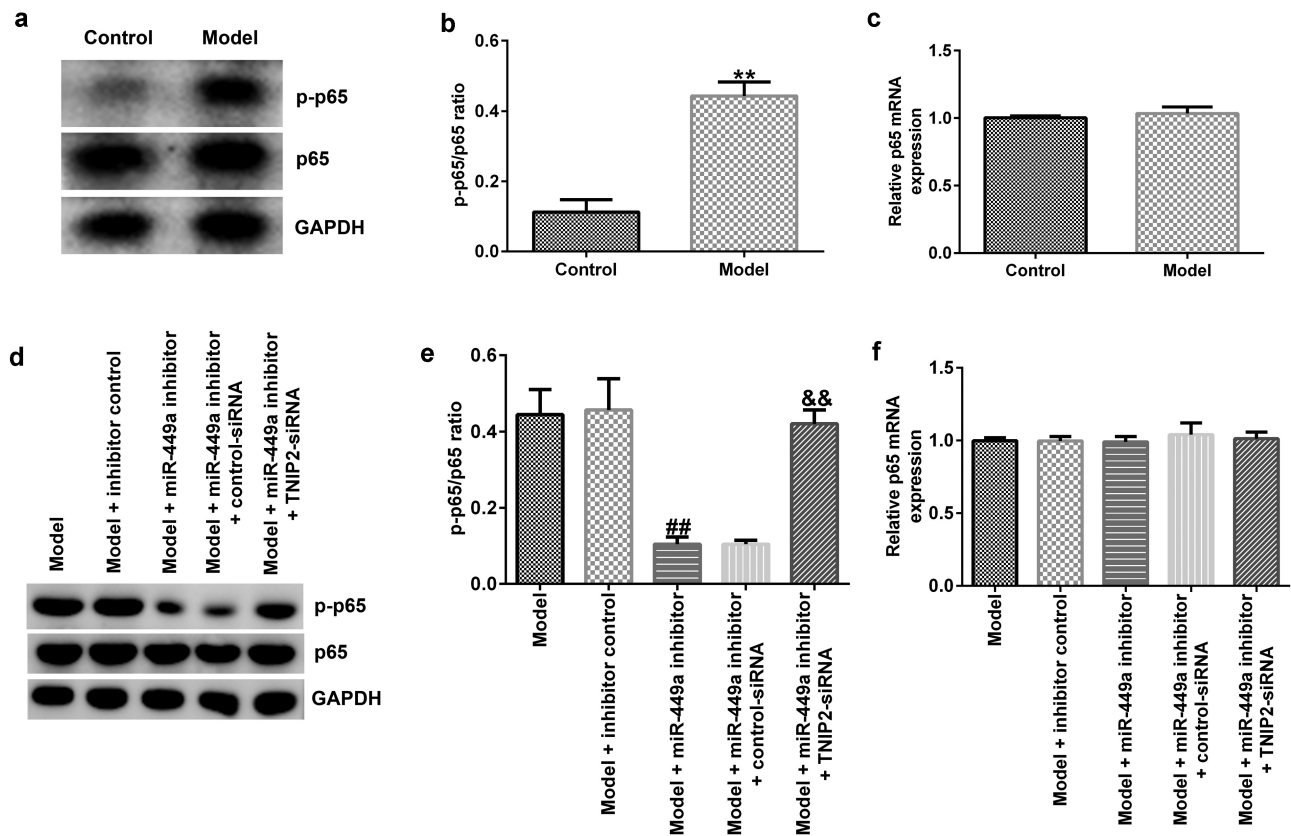 a
Control
Model
p-p65
p65
GAPDH
b
p-p65/p65 ratio
0.6
0.4
0.2
0.0
**
Control
Model
c
Relative p65 mRNA
expression
1.5
1.0
0.5
0.0
Control
Model
d
Model
Model + inhibitor control
Model + miR-449a inhibitor
Model + miR-449a inhibitor
+ control-siRNA
Model + miR-449a inhibitor
+ TNIP2-siRNA
p-p65
p65
GAPDH
e
p-p65/p65 ratio
0.6
0.4
0.2
0.0
##
&&
Model
Model + inhibitor control
Model + miR-449a inhibitor
Model + miR-449a inhibitor
+ control-siRNA
Model + miR-449a inhibitor
+ TNIP2-siRNA
f
Relative p65 mRNA
expression
1.5
1.0
0.5
0.0
Model
Model + inhibitor control
Model + miR-449a inhibitor
Model + miR-449a inhibitor
+ control-siRNA
Model + miR-449a inhibitor
+ TNIP2-siRNA